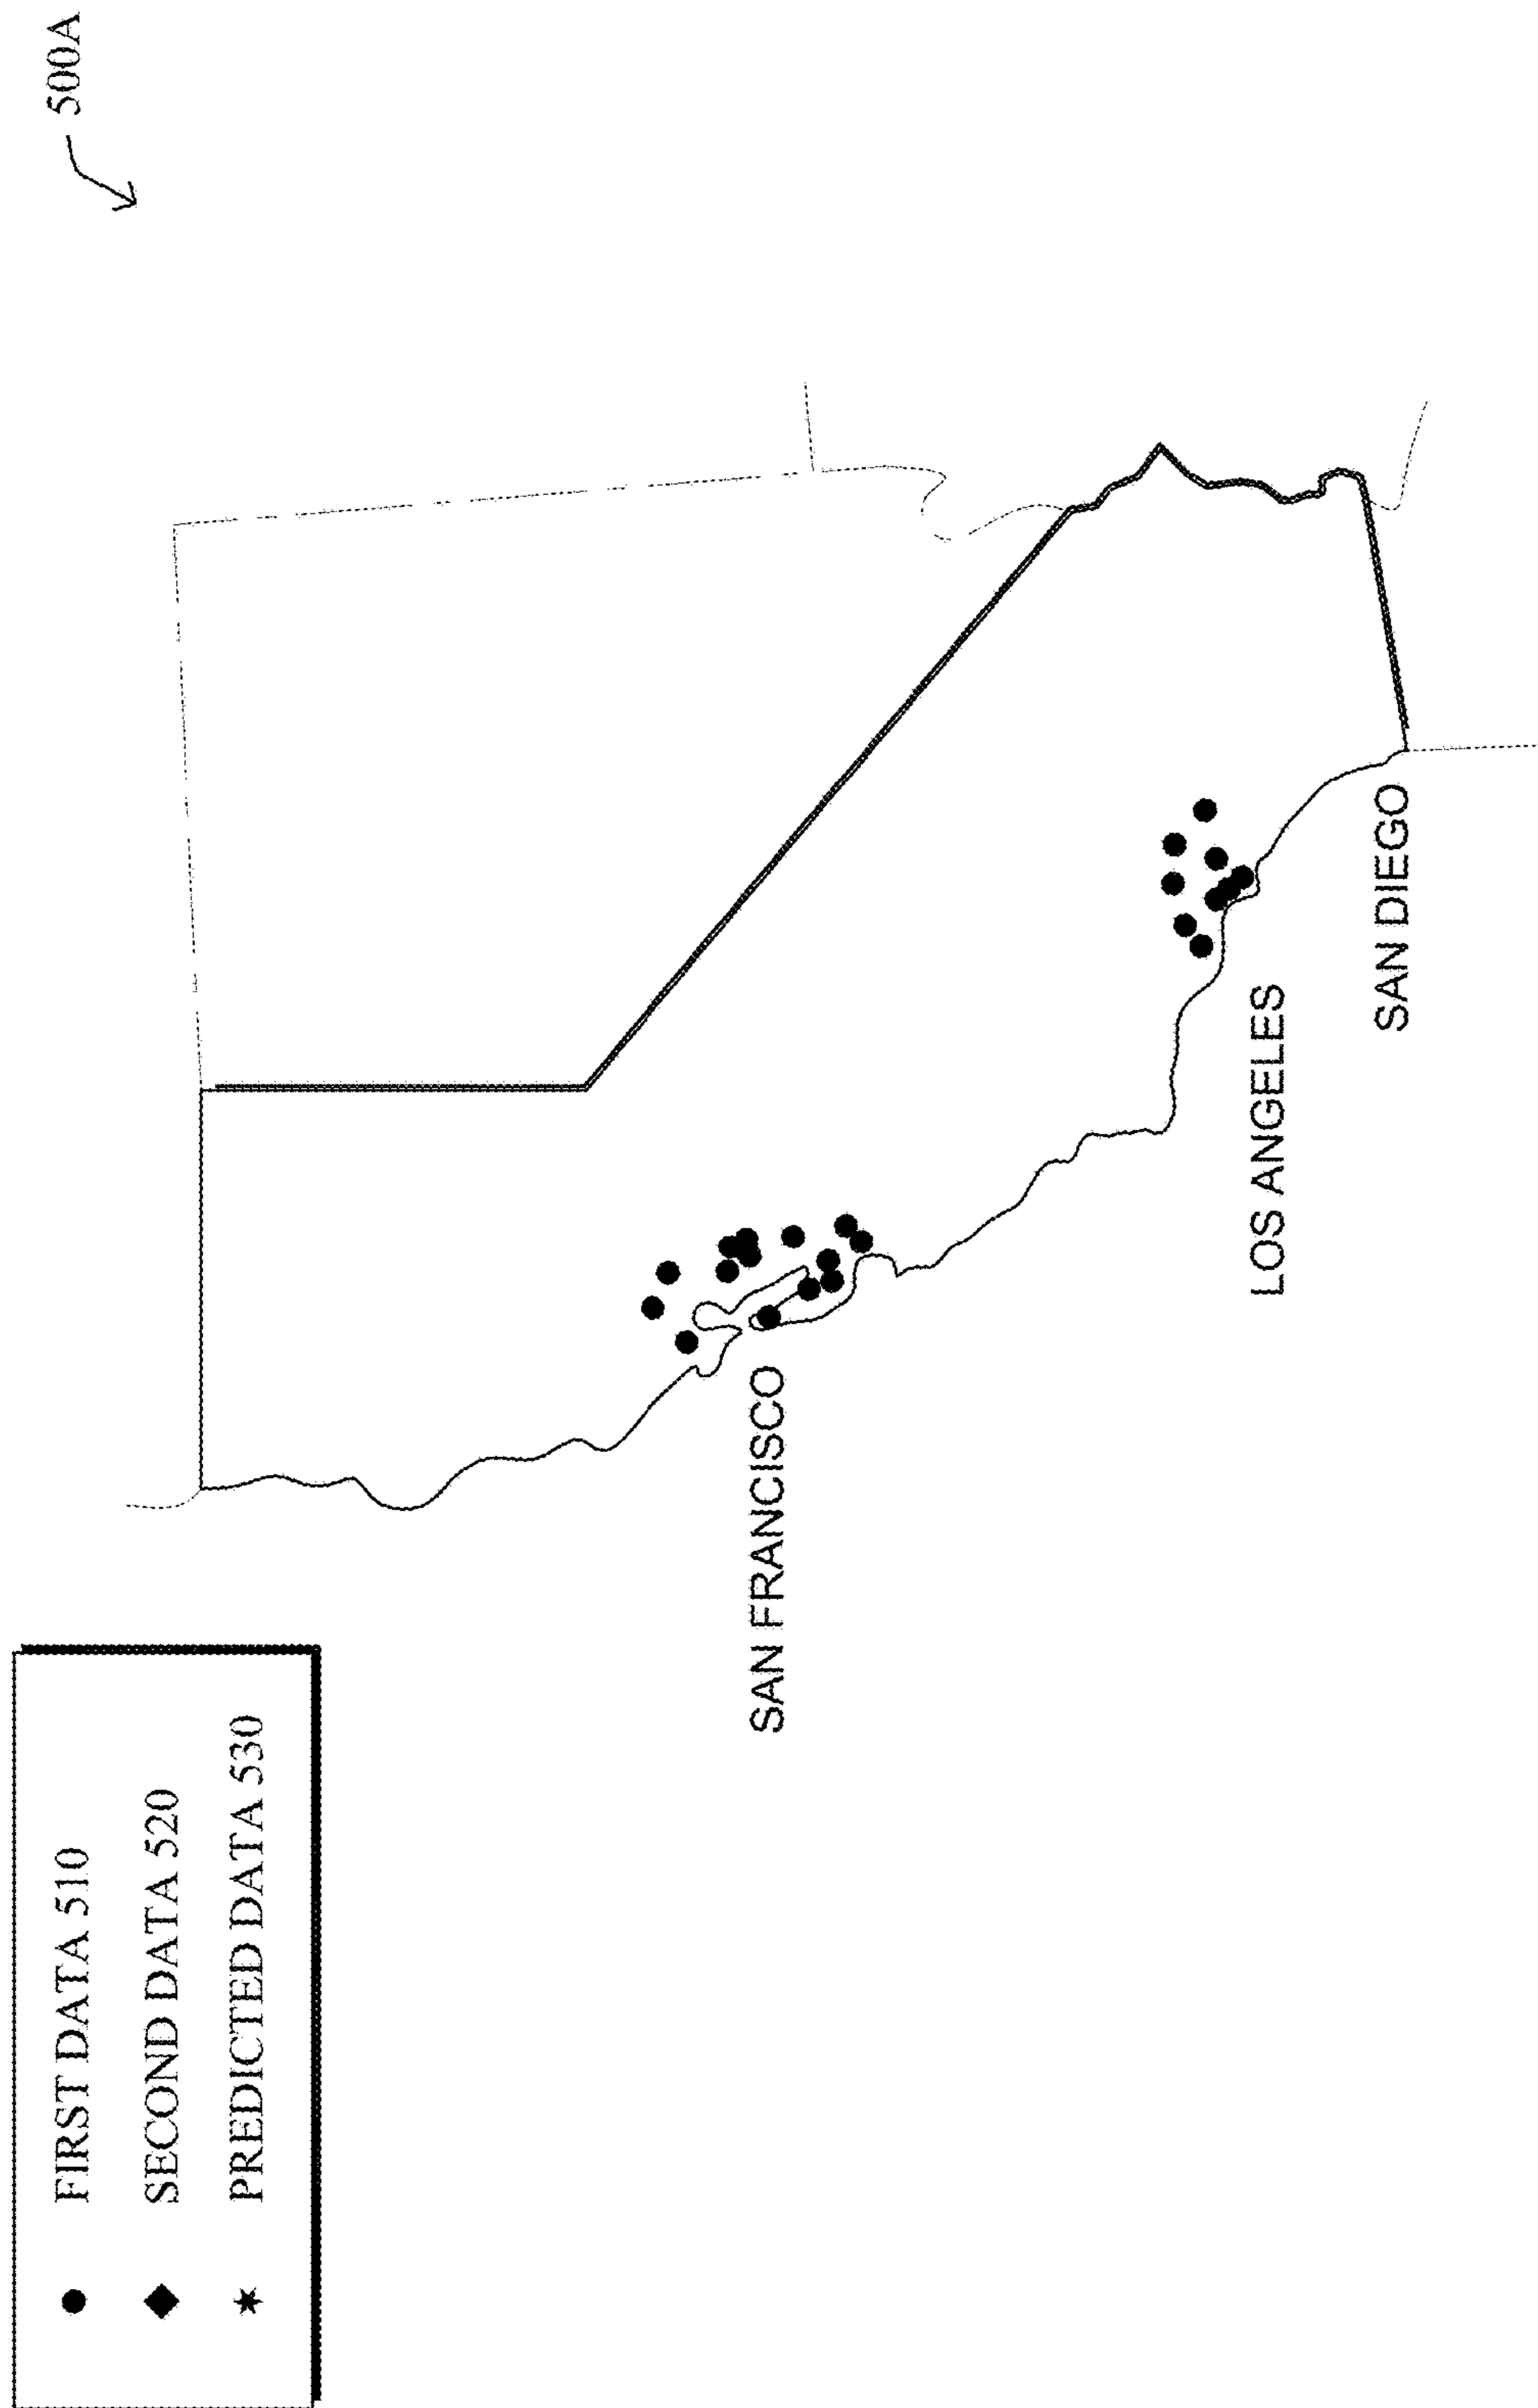 500A
FIRST DATA 510
SECOND DATA 520
PREDICTED DATA 530
SAN FRANCISCO
LOS ANGELES
SAN DIEGO